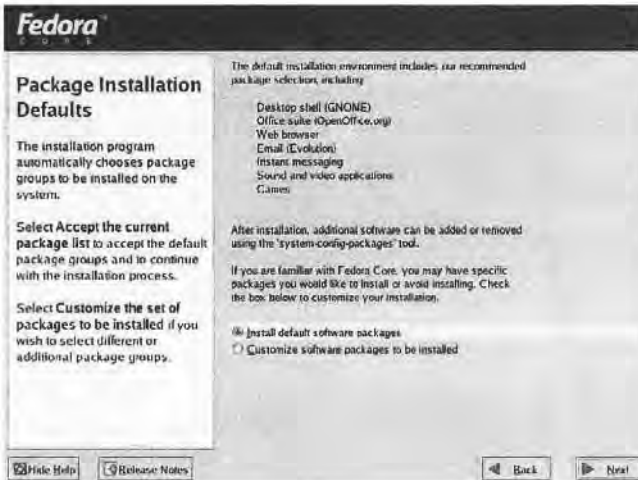 Fedora
CORE
Package Installation
Defaults
The installation program
automatically chooses package
groups to be installed on the
system.
Select Accept the current
package list to accept the default
package groups and to continue
with the installation process.
Select Customize the set of
packages to be installed if you
wish to select different or
additional package groups.
The default installation environment includes our recommended
package selection, including
Desktop shell (GNONE)
Office suite (OpenOffice.org)
Web browser
Email (Evolution)
Instant messaging
Sound and video applications
Games
After installation, additional software can be added or removed
using the 'system-config-packages' tool.
If you are familiar with Fedora Core, you may have specific
packages you would like to install or avoid installing. Check
the box below to customize your installation.
Install default software packages
Customize software packages to be installed
Hide Help
Release Notes
Back
Next